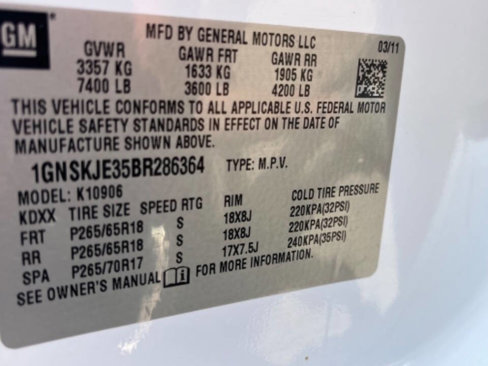 GM
MFD BY GENERAL MOTORS LLC
03/11
GVWR GAWR FRT GAWR RR
3357 KG 1633 KG 1905 KG
7400 LB 3600 LB 4200 LB
THIS VEHICLE CONFORMS TO ALL APPLICABLE U.S. FEDERAL MOTOR
VEHICLE SAFETY STANDARDS IN EFFECT ON THE DATE OF
MANUFACTURE SHOWN ABOVE.
1GNSKJE35BR286364 TYPE: M.P.V.
MODEL: K10906
KDXX TIRE SIZE SPEED RTG RIM COLD TIRE PRESSURE
FRT P265/65R18 S 18X8J 220KPA(32PSI)
RR P265/65R18 S 18X8J 220KPA(32PSI)
SPA P265/70R17 S 17X7.5J 240KPA(35PSI)
SEE OWNER'S MANUAL FOR MORE INFORMATION.